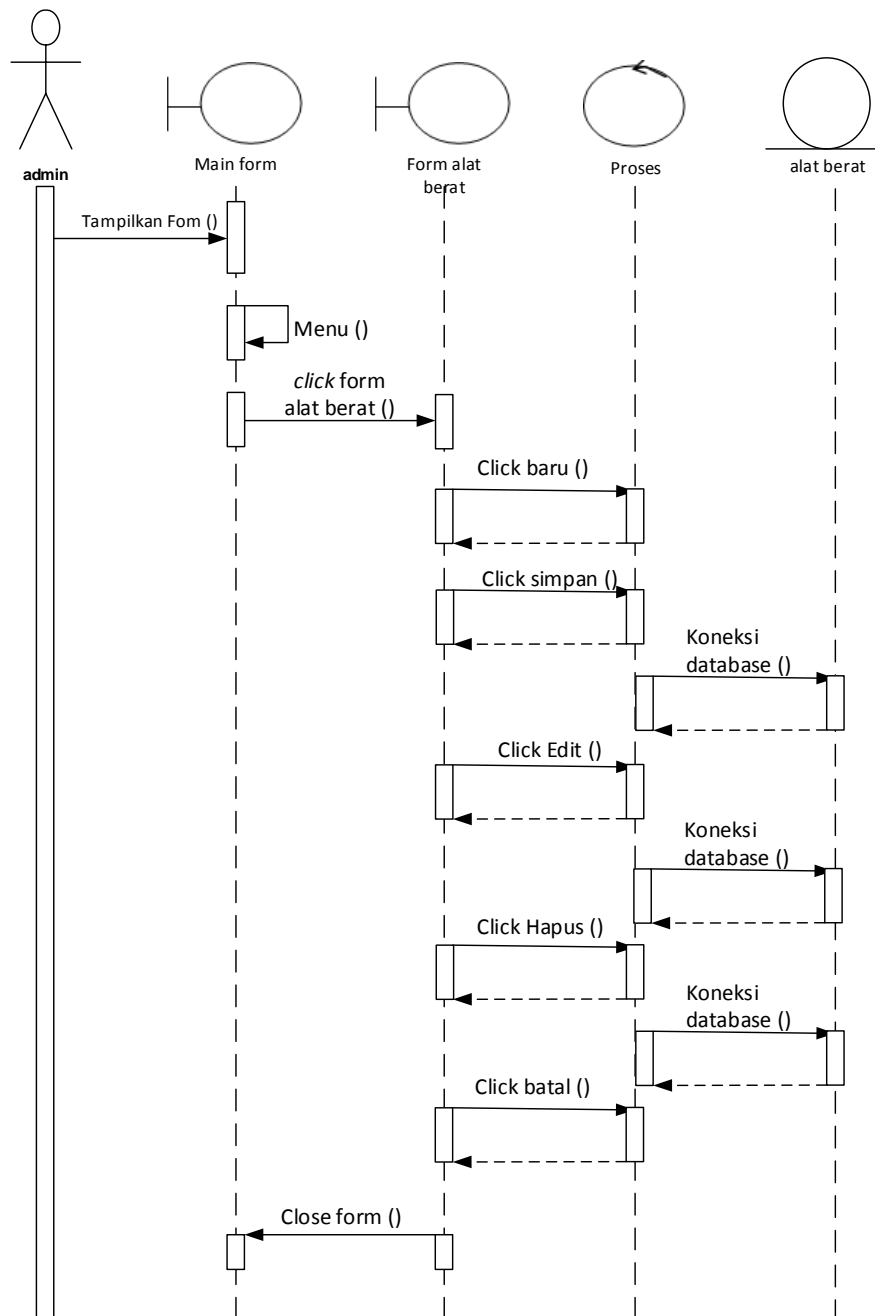 admin
Main form
Form alat
berat
Proses
alat berat
Tampilkan Fom ()
Menu ()
click form
alat berat ()
Click baru ()
Click simpan ()
Koneksi
database ()
Click Edit ()
Koneksi
database ()
Click Hapus ()
Koneksi
database ()
Click batal ()
Close form ()